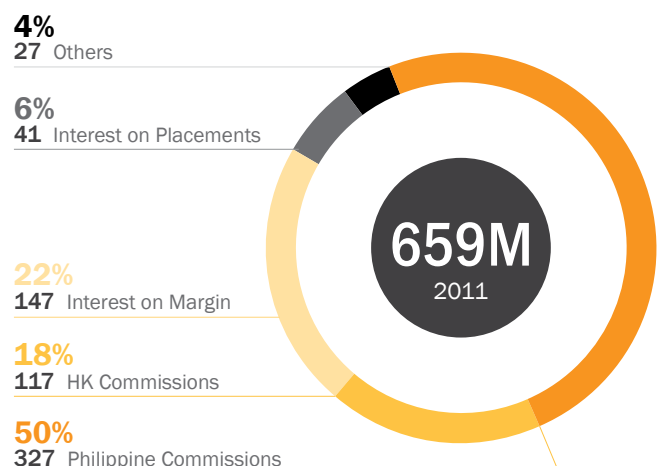 4%
27 Others
6%
41 Interest on Placements
22%
147 Interest on Margin
18%
117 HK Commissions
50%
327 Philippine Commissions
659M
2011